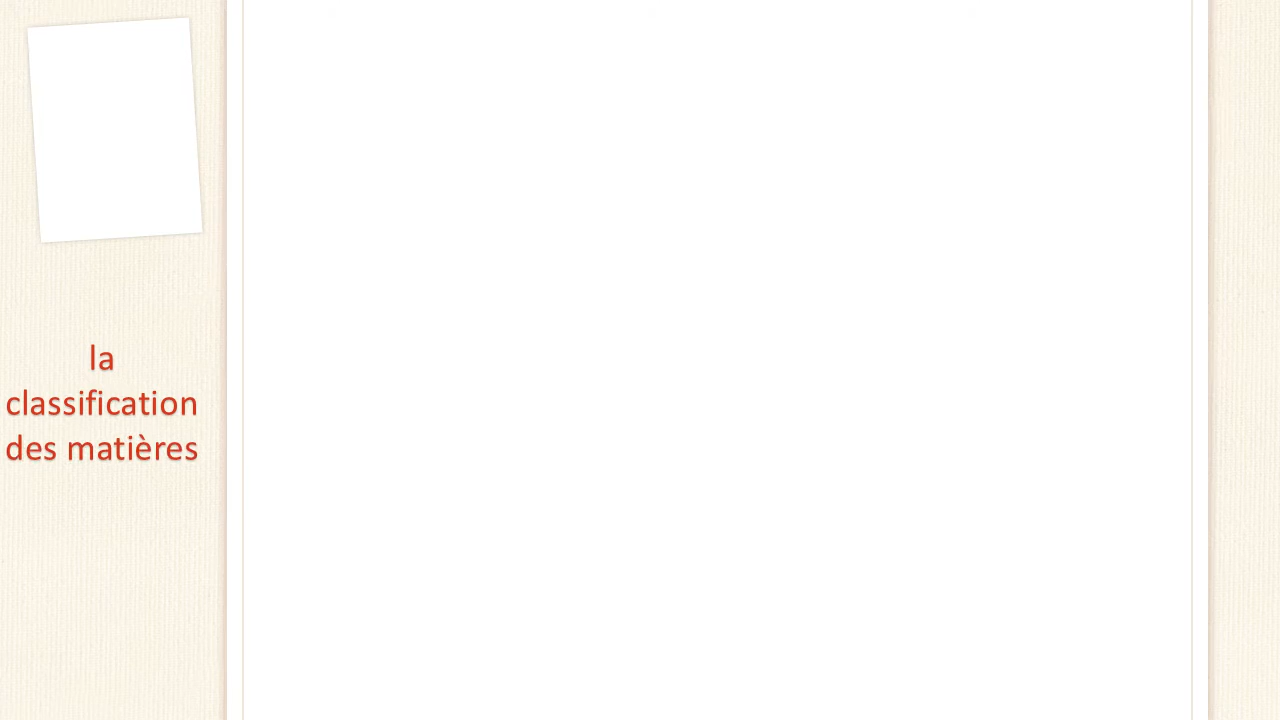 la
classification
des matières